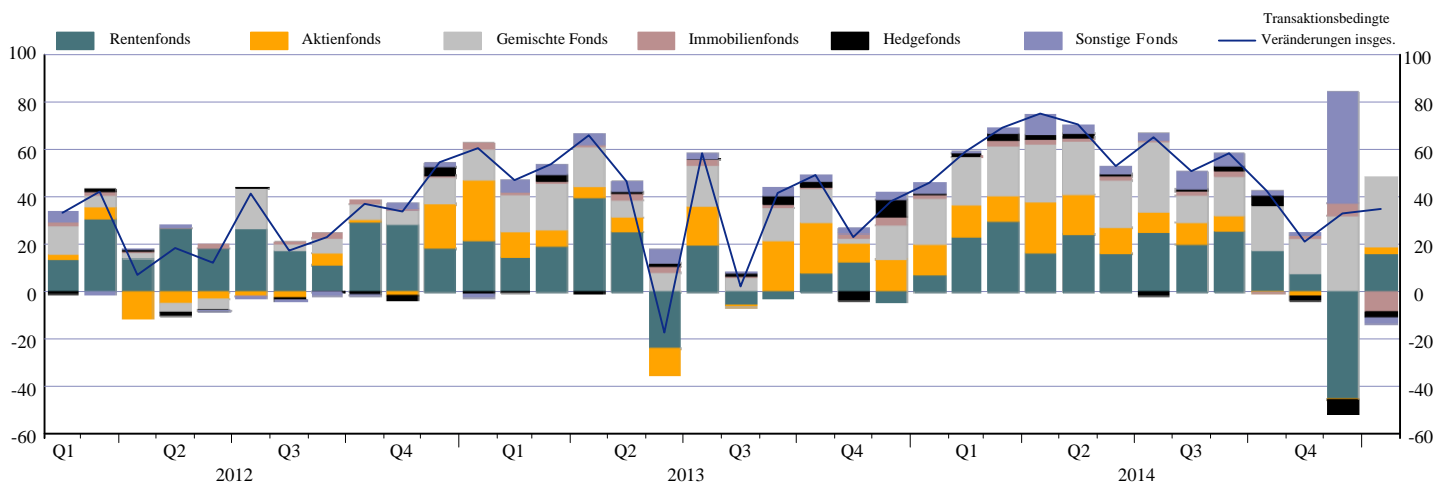 Transaktionsbedingte
Rentenfonds Aktienfonds Gemischte Fonds Immobilienfonds Hedgefonds Sonstige Fonds Veränderungen insges.
100 100
80 80
60 60
40 40
20 20
0 0
-20 -20
-40 -40
-60 -60
Q1 Q2 Q3 Q4 Q1 Q2 Q3 Q4 Q1 Q2 Q3 Q4
2012 2013 2014